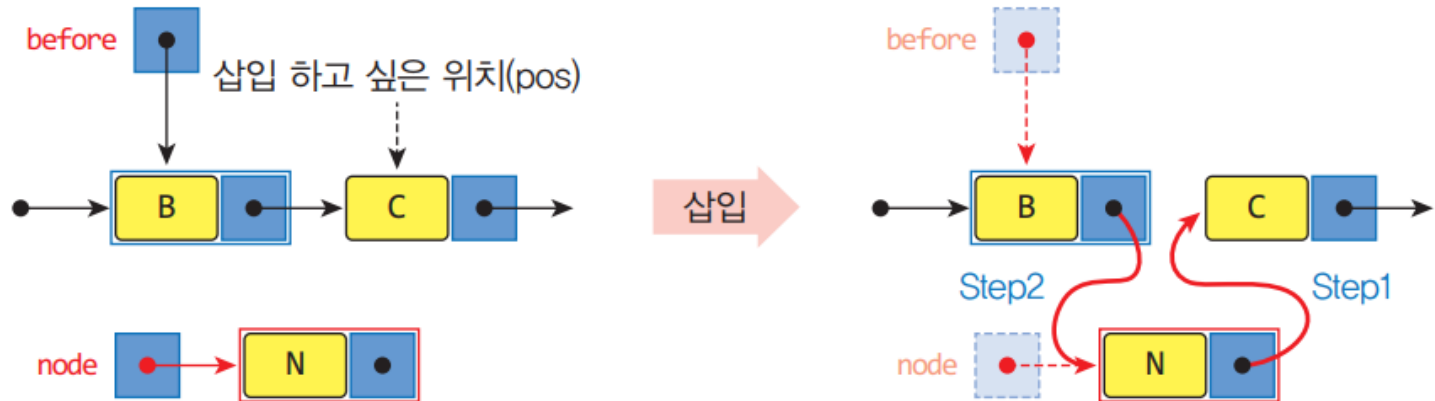 before
삽입 하고 싶은 위치(pos)
B
C
node
N
삽입
before
B
C
Step2
Step1
node
N